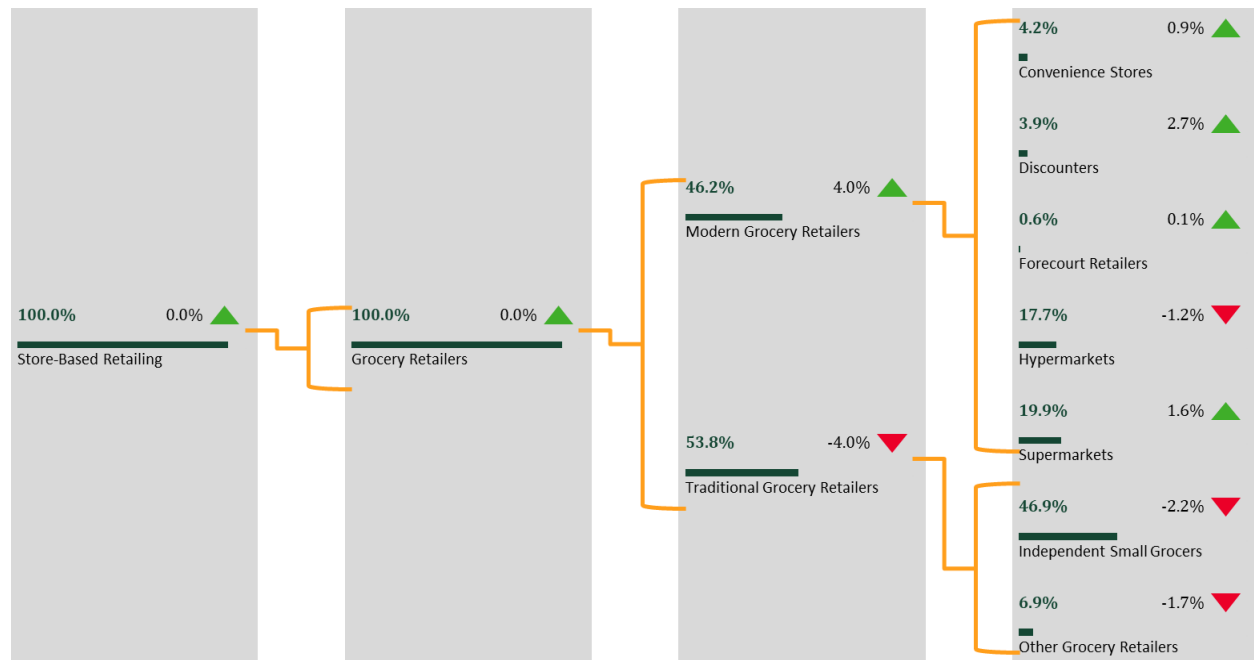 100.0% 0.0%
Store-Based Retailing
100.0% 0.0%
Grocery Retailers
46.2% 4.0%
Modern Grocery Retailers
53.8% -4.0%
Traditional Grocery Retailers
4.2% 0.9%
Convenience Stores
3.9% 2.7%
Discounters
0.6% 0.1%
Forecourt Retailers
17.7% -1.2%
Hypermarkets
19.9% 1.6%
Supermarkets
46.9% -2.2%
Independent Small Grocers
6.9% -1.7%
Other Grocery Retailers